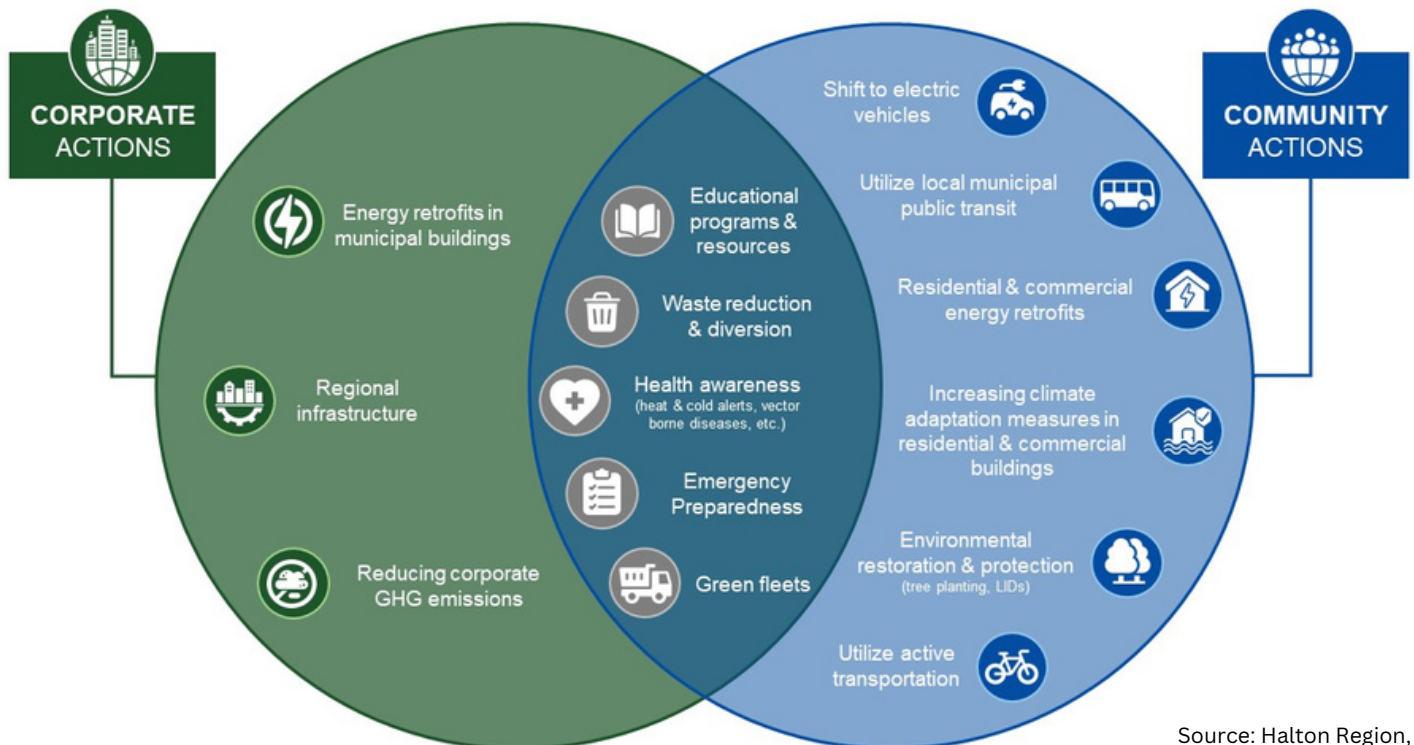 CORPORATE
ACTIONS
Energy retrofits in
municipal buildings
Regional
infrastructure
Reducing corporate
GHG emissions
Educational
programs &
resources
Waste reduction
& diversion
Health awareness
(heat & cold alerts, vector
borne diseases, etc.)
Emergency
Preparedness
Green fleets
COMMUNITY
ACTIONS
Shift to electric
vehicles
Utilize local municipal
public transit
Residential & commercial
energy retrofits
Increasing climate
adaptation measures in
residential & commercial
buildings
Environmental
restoration & protection
(tree planting, LIDs)
Utilize active
transportation
Source: Halton Region,